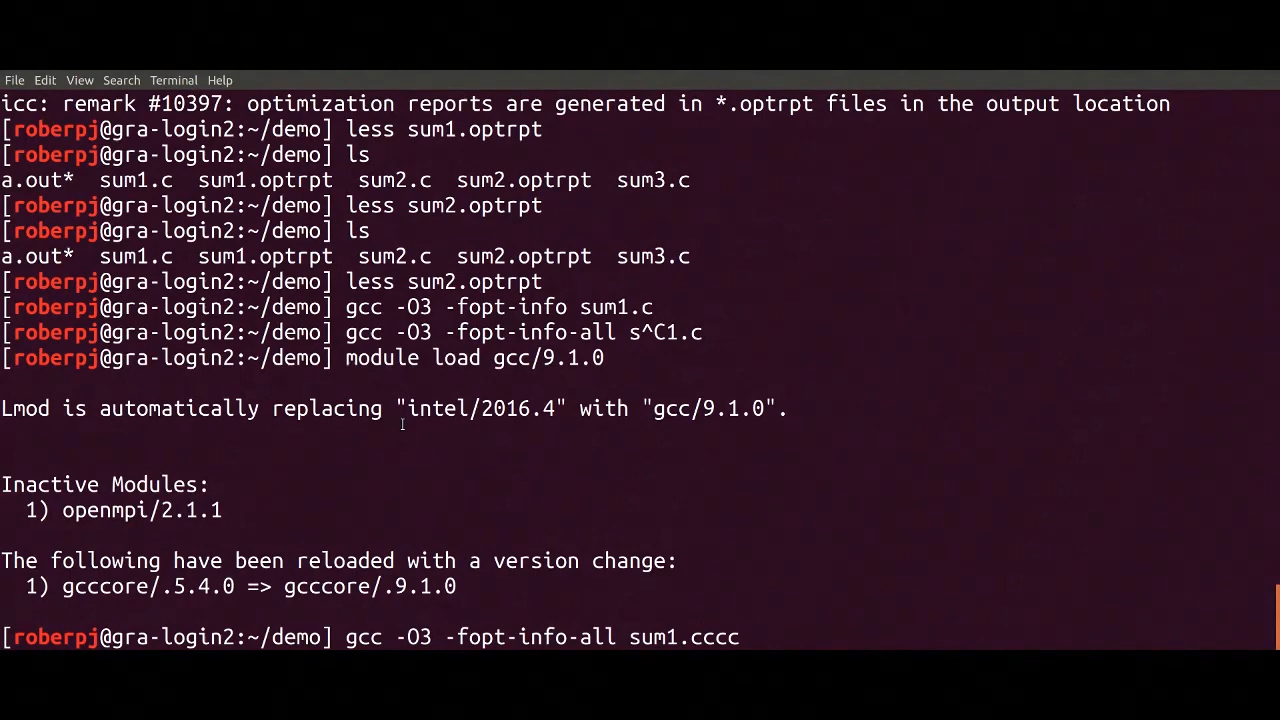 File Edit View Search Terminal Help
icc: remark #10397: optimization reports are generated in *.optrpt files in the output location
[roberpj@gra-login2:~/demo] less sum1.optrpt
[roberpj@gra-login2:~/demo] ls
a.out* sum1.c sum1.optrpt sum2.c sum2.optrpt sum3.c
[roberpj@gra-login2:~/demo] less sum2.optrpt
[roberpj@gra-login2:~/demo] ls
a.out* sum1.c sum1.optrpt sum2.c sum2.optrpt sum3.c
[roberpj@gra-login2:~/demo] less sum2.optrpt
[roberpj@gra-login2:~/demo] gcc -O3 -fopt-info sum1.c
[roberpj@gra-login2:~/demo] gcc -O3 -fopt-info-all s^C1.c
[roberpj@gra-login2:~/demo] module load gcc/9.1.0
Lmod is automatically replacing "intel/2016.4" with "gcc/9.1.0".
Inactive Modules:
1) openmpi/2.1.1
The following have been reloaded with a version change:
1) gcccore/.5.4.0 => gcccore/.9.1.0
[roberpj@gra-login2:~/demo] gcc -O3 -fopt-info-all sum1.cccc